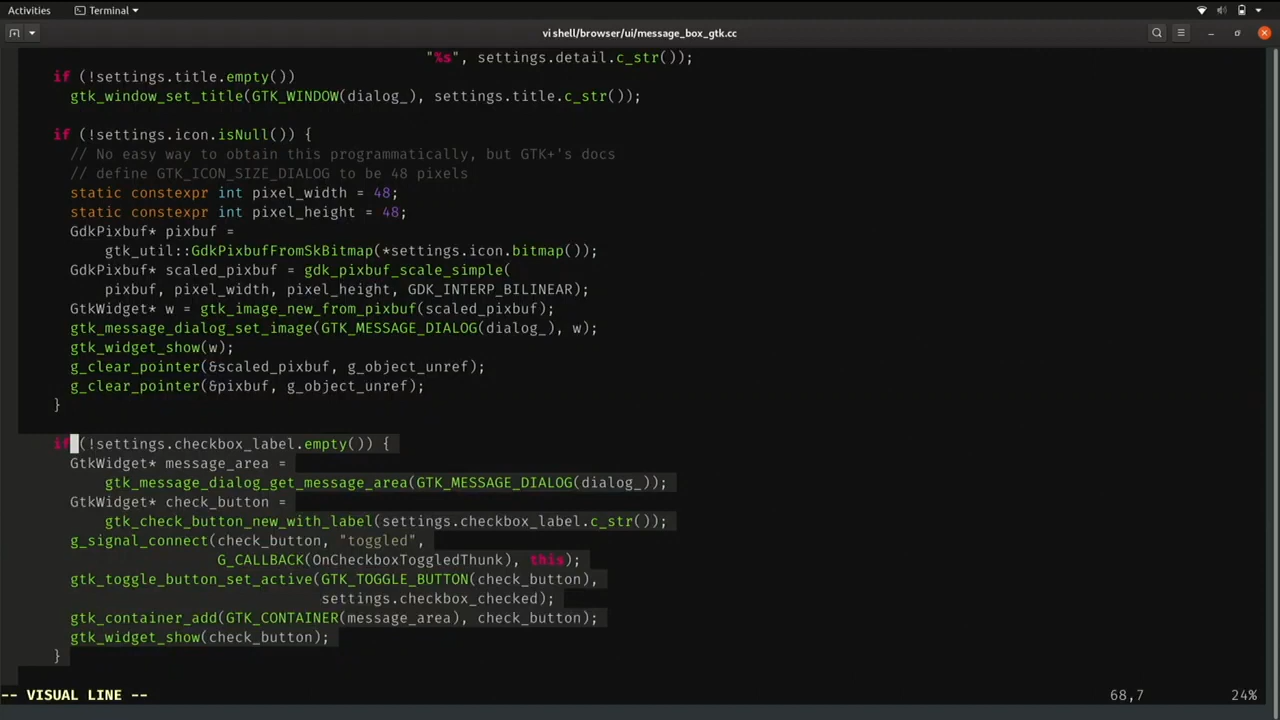 Activities
Terminal
vi shell/browser/ui/message_box_gtk.cc
"%s", settings.detail.c_str());
if (!settings.title.empty())
gtk_window_set_title(GTK_WINDOW(dialog_), settings.title.c_str());
if (!settings.icon.isNull()) {
// No easy way to obtain this programmatically, but GTK+'s docs
// define GTK_ICON_SIZE_DIALOG to be 48 pixels
static constexpr int pixel_width = 48;
static constexpr int pixel_height = 48;
GdkPixbuf* pixbuf =
gtk_util::GdkPixbufFromSkBitmap(*settings.icon.bitmap());
GdkPixbuf* scaled_pixbuf = gdk_pixbuf_scale_simple(
pixbuf, pixel_width, pixel_height, GDK_INTERP_BILINEAR);
GtkWidget* w = gtk_image_new_from_pixbuf(scaled_pixbuf);
gtk_message_dialog_set_image(GTK_MESSAGE_DIALOG(dialog_), w);
gtk_widget_show(w);
g_clear_pointer(&scaled_pixbuf, g_object_unref);
g_clear_pointer(&pixbuf, g_object_unref);
}
if (!settings.checkbox_label.empty()) {
GtkWidget* message_area =
gtk_message_dialog_get_message_area(GTK_MESSAGE_DIALOG(dialog_));
GtkWidget* check_button =
gtk_check_button_new_with_label(settings.checkbox_label.c_str());
g_signal_connect(check_button, "toggled",
G_CALLBACK(OnCheckboxToggledThunk), this);
gtk_toggle_button_set_active(GTK_TOGGLE_BUTTON(check_button),
settings.checkbox_checked);
gtk_container_add(GTK_CONTAINER(message_area), check_button);
gtk_widget_show(check_button);
}
-- VISUAL LINE -- 68,7 24%